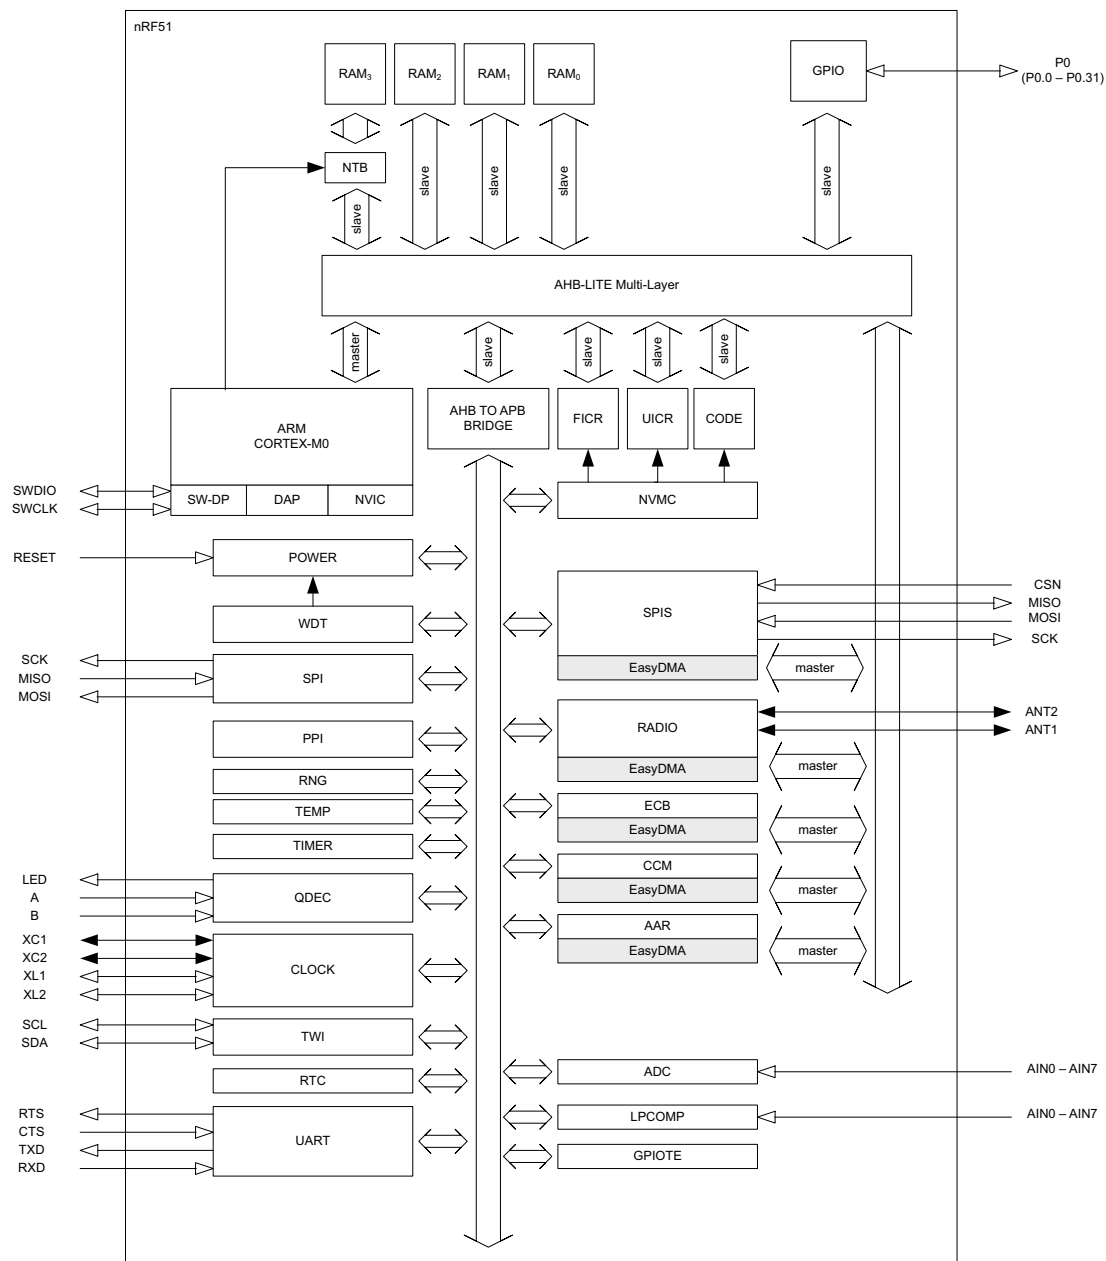 nRF51
RAM3
RAM2
RAM1
RAM0
GPIO
P0
(P0.0 – P0.31)
NTB
slave
slave
slave
slave
slave
AHB-LITE Multi-Layer
master
slave
slave
slave
slave
ARM
CORTEX-M0
AHB TO APB
BRIDGE
FICR
UICR
CODE
SWDIO
SWCLK
SW-DP
DAP
NVIC
NVMC
RESET
POWER
WDT
SPIS
CSN
MISO
MOSI
SCK
EasyDMA
master
SCK
MISO
MOSI
SPI
PPI
RADIO
ANT2
ANT1
EasyDMA
master
RNG
TEMP
TIMER
ECB
EasyDMA
master
CCM
EasyDMA
master
LED
A
B
QDEC
AAR
EasyDMA
master
XC1
XC2
XL1
XL2
CLOCK
SCL
SDA
TWI
RTC
ADC
AIN0 – AIN7
RTS
CTS
TXD
RXD
UART
LPCOMP
AIN0 – AIN7
GPIOTE